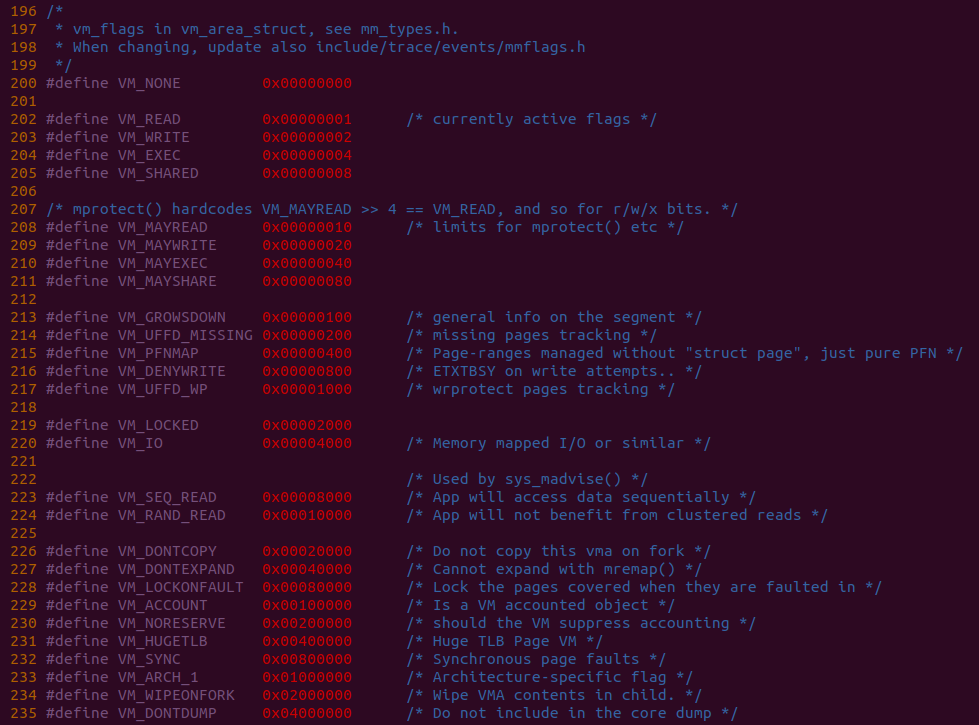 196 /*
197  * vm_flags in vm_area_struct, see mm_types.h.
198  * When changing, update also include/trace/events/mmflags.h
199  */
200 #define VM_NONE         0x00000000
201
202 #define VM_READ         0x00000001      /* currently active flags */
203 #define VM_WRITE        0x00000002
204 #define VM_EXEC         0x00000004
205 #define VM_SHARED       0x00000008
206
207 /* mprotect() hardcodes VM_MAYREAD >> 4 == VM_READ, and so for r/w/x bits. */
208 #define VM_MAYREAD      0x00000010      /* limits for mprotect() etc */
209 #define VM_MAYWRITE     0x00000020
210 #define VM_MAYEXEC      0x00000040
211 #define VM_MAYSHARE     0x00000080
212
213 #define VM_GROWSDOWN    0x00000100      /* general info on the segment */
214 #define VM_UFFD_MISSING 0x00000200      /* missing pages tracking */
215 #define VM_PFNMAP       0x00000400      /* Page-ranges managed without "struct page", just pure PFN */
216 #define VM_DENYWRITE    0x00000800      /* ETXTBSY on write attempts.. */
217 #define VM_UFFD_WP      0x00001000      /* wrprotect pages tracking */
218
219 #define VM_LOCKED       0x00002000
220 #define VM_IO           0x00004000      /* Memory mapped I/O or similar */
221
222                                         /* Used by sys_madvise() */
223 #define VM_SEQ_READ     0x00008000      /* App will access data sequentially */
224 #define VM_RAND_READ    0x00010000      /* App will not benefit from clustered reads */
225
226 #define VM_DONTCOPY     0x00020000      /* Do not copy this vma on fork */
227 #define VM_DONTEXPAND   0x00040000      /* Cannot expand with mremap() */
228 #define VM_LOCKONFAULT  0x00080000      /* Lock the pages covered when they are faulted in */
229 #define VM_ACCOUNT      0x00100000      /* Is a VM accounted object */
230 #define VM_NORESERVE    0x00200000      /* should the VM suppress accounting */
231 #define VM_HUGETLB      0x00400000      /* Huge TLB Page VM */
232 #define VM_SYNC         0x00800000      /* Synchronous page faults */
233 #define VM_ARCH_1       0x01000000      /* Architecture-specific flag */
234 #define VM_WIPEONFORK   0x02000000      /* Wipe VMA contents in child. */
235 #define VM_DONTDUMP     0x04000000      /* Do not include in the core dump */